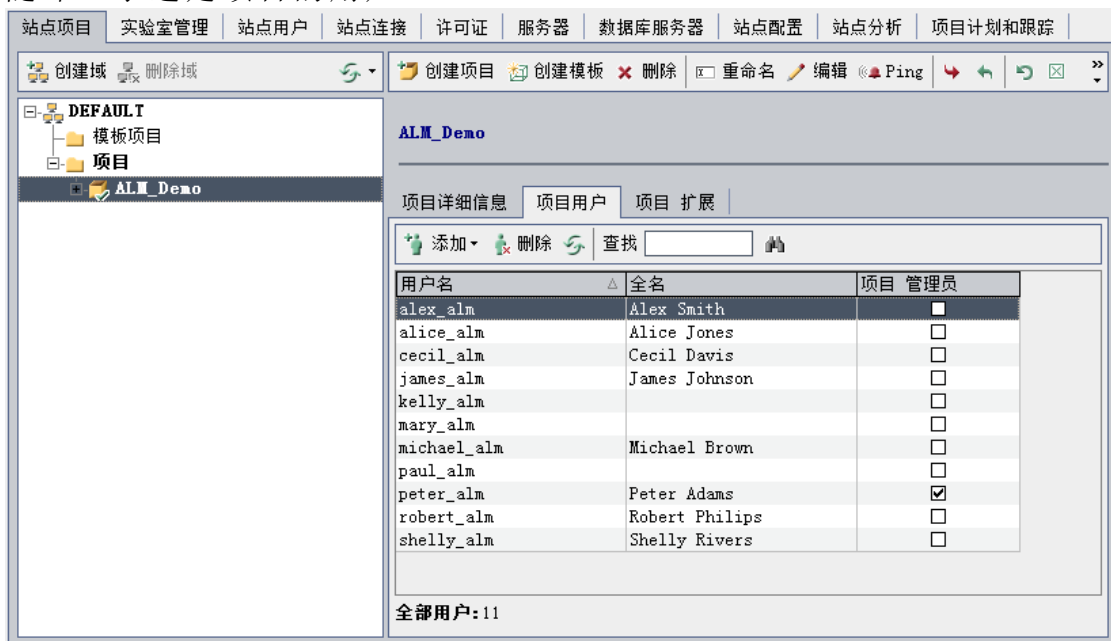 站点项目 实验室管理 站点用户 站点连接 许可证 服务器 数据库服务器 站点配置 站点分析 项目计划和跟踪
创建域 删除域
创建项目 创建模板 删除 重命名 编辑 Ping
DEFAULT
模板项目
项目
ALM_Demo
ALM_Demo
项目详细信息 项目用户 项目 扩展
添加 删除 查找
用户名 全名 项目 管理员
alex_alm Alex Smith
alice_alm Alice Jones
cecil_alm Cecil Davis
james_alm James Johnson
kelly_alm
mary_alm
michael_alm Michael Brown
paul_alm
peter_alm Peter Adams
robert_alm Robert Philips
shelly_alm Shelly Rivers
全部用户:11